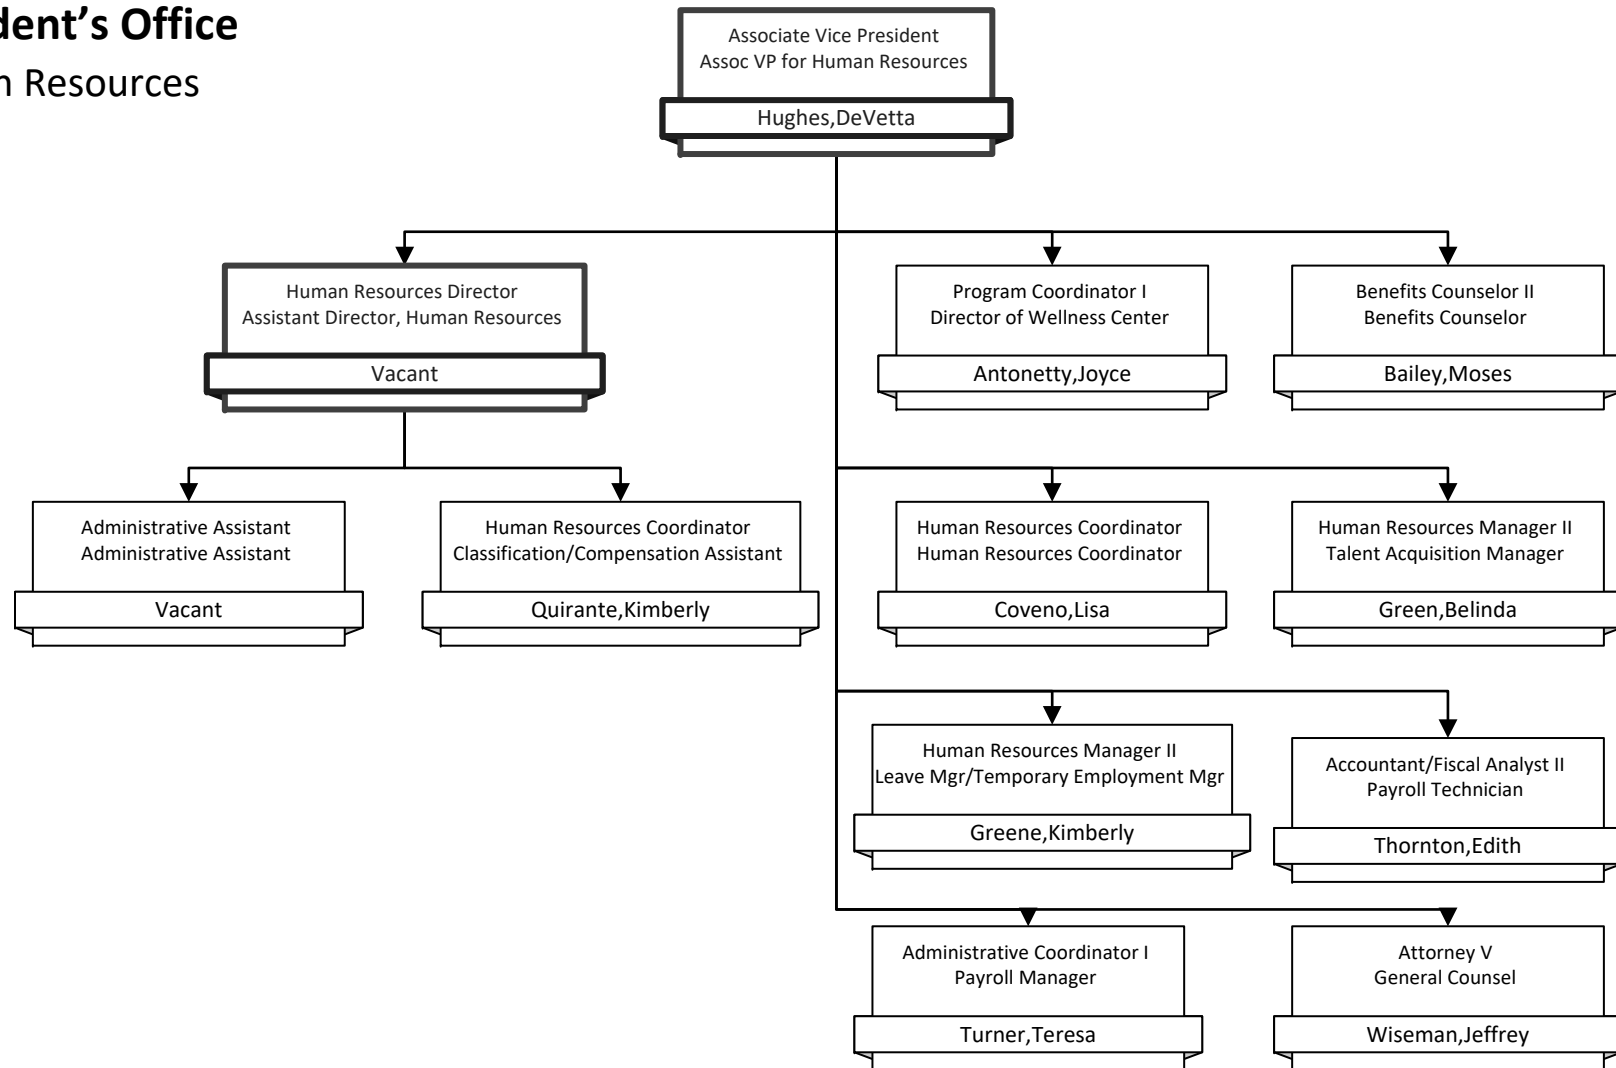 dent's Office
n Resources
Associate Vice President
Assoc VP for Human Resources
Hughes,DeVetta
Human Resources Director
Assistant Director, Human Resources
Vacant
Program Coordinator I
Director of Wellness Center
Antonetty,Joyce
Benefits Counselor II
Benefits Counselor
Bailey,Moses
Administrative Assistant
Administrative Assistant
Vacant
Human Resources Coordinator
Classification/Compensation Assistant
Quirante,Kimberly
Human Resources Coordinator
Human Resources Coordinator
Coveno,Lisa
Human Resources Manager II
Talent Acquisition Manager
Green,Belinda
Human Resources Manager II
Leave Mgr/Temporary Employment Mgr
Greene,Kimberly
Accountant/Fiscal Analyst II
Payroll Technician
Thornton,Edith
Administrative Coordinator I
Payroll Manager
Turner,Teresa
Attorney V
General Counsel
Wiseman,Jeffrey